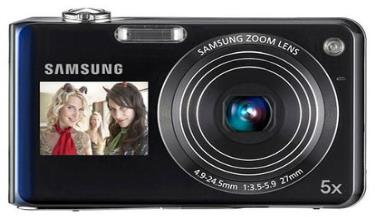 SAMSUNG ZOOM LENS
SAMSUNG
4.9-24.5mm 1:3.5-5.9 27mm
5x